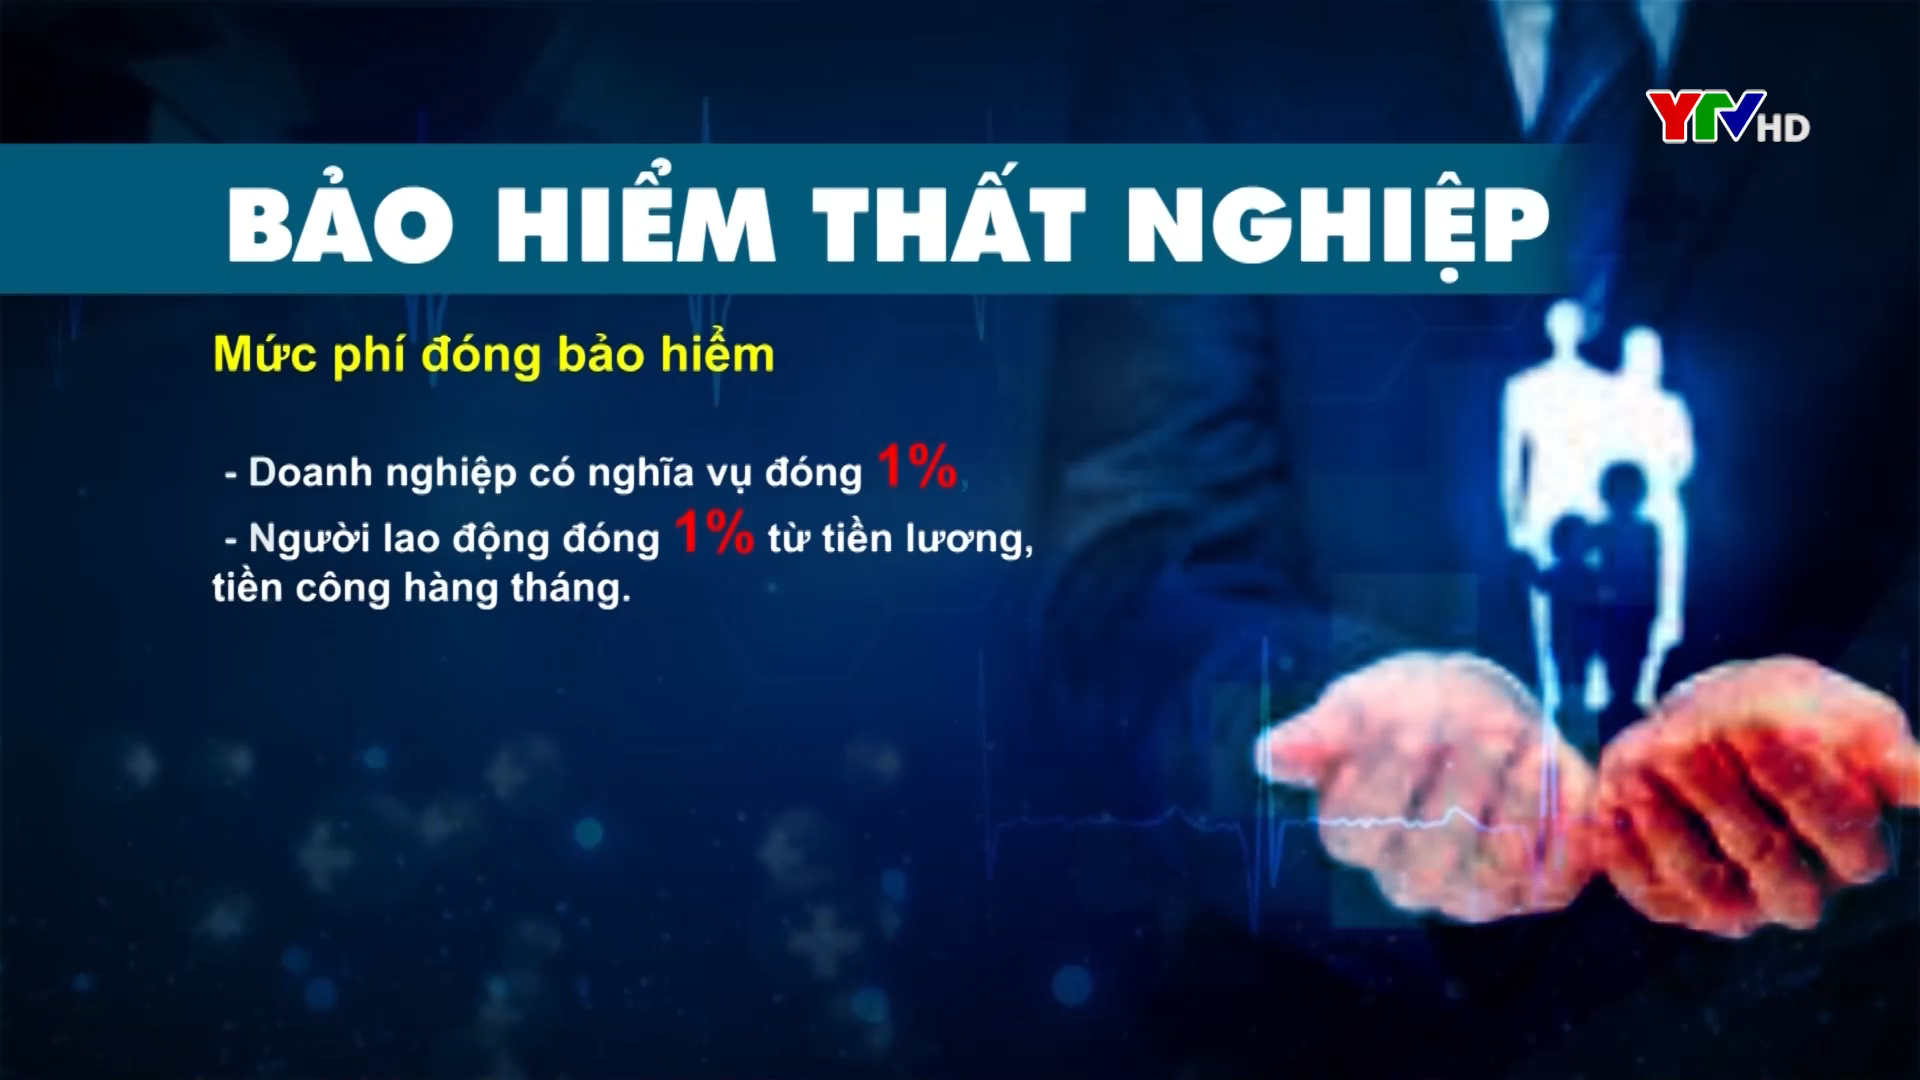 YTV HD
BẢO HIỂM THẤT NGHIỆP
Mức phí đóng bảo hiểm
- Doanh nghiệp có nghĩa vụ đóng 1%,
- Người lao động đóng 1% từ tiền lương,
tiền công hàng tháng.